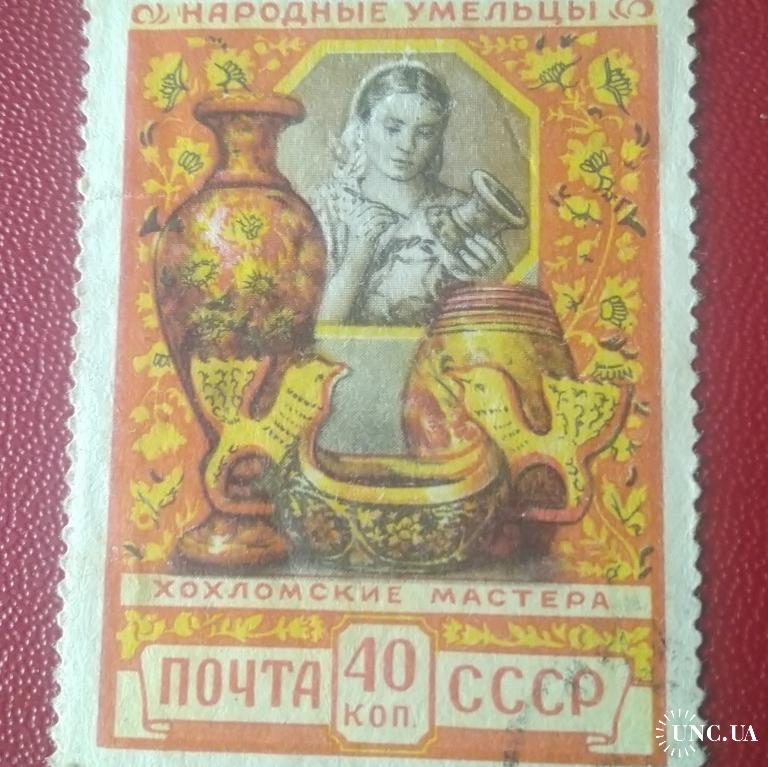 НАРОДНЫЕ УМЕЛЬЦЫ
ХОХЛОМСКИЕ МАСТЕРА
ПОЧТА 40 КОП. СССР
UNC.UA